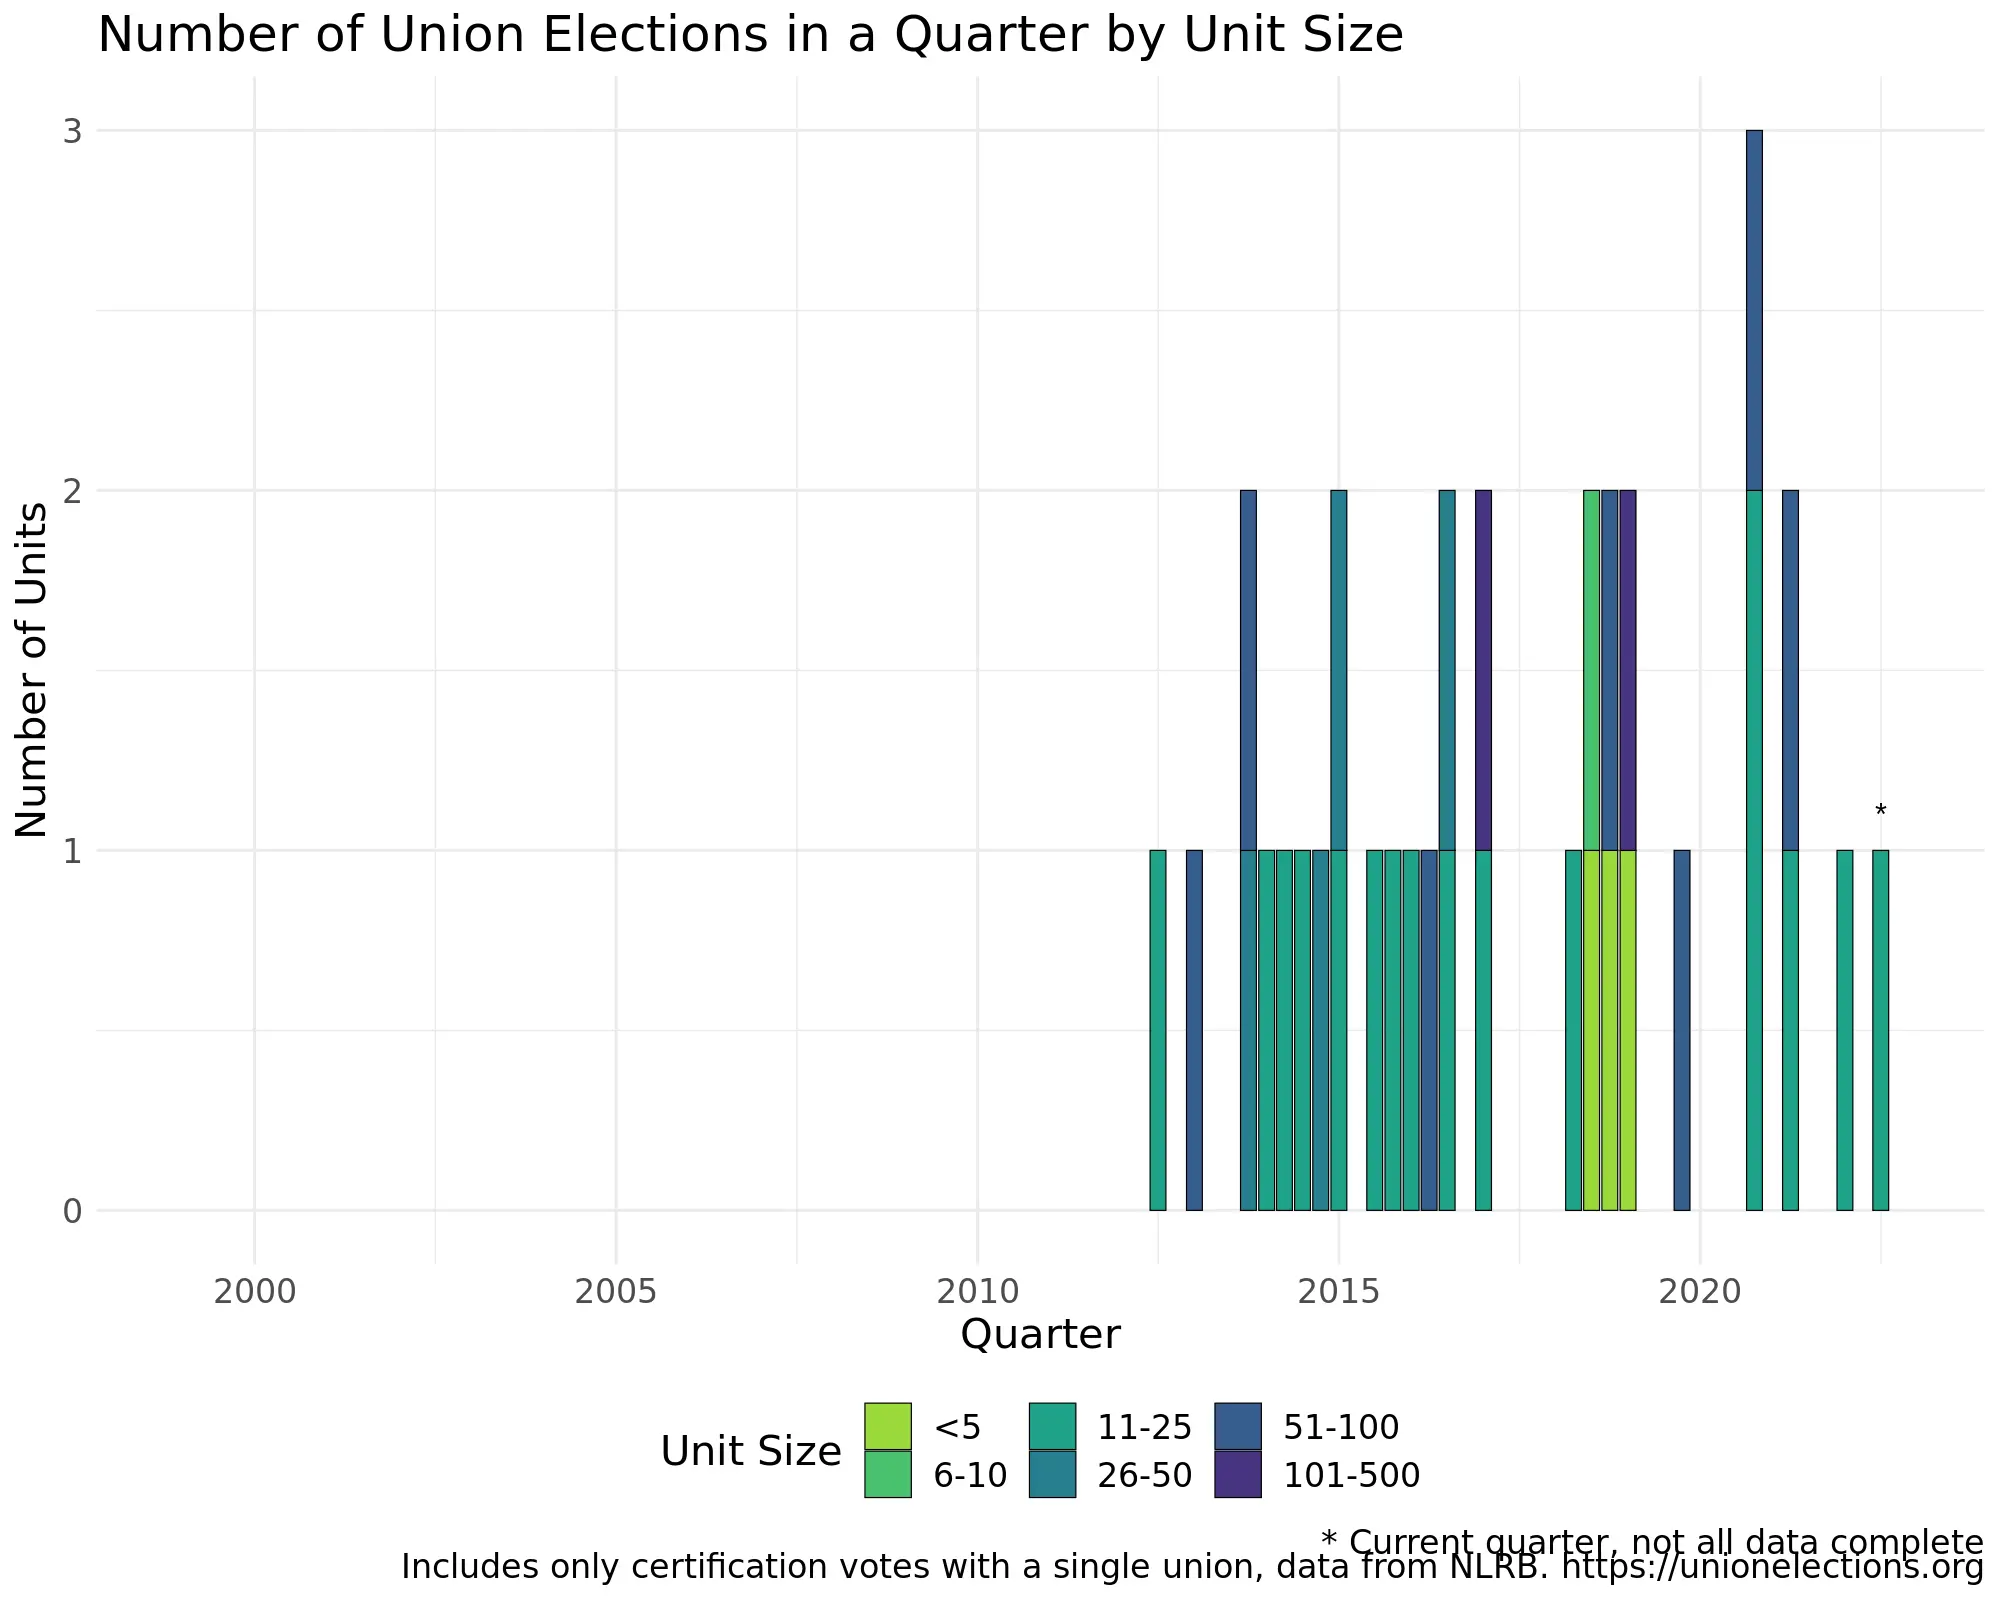 Number of Union Elections in a Quarter by Unit Size
Number of Units
3
2
1
0
*
2000 2005 2010 2015 2020
Quarter
Unit Size
<5 11-25 51-100
6-10 26-50 101-500
* Current quarter, not all data complete
Includes only certification votes with a single union, data from NLRB. https://unionelections.org